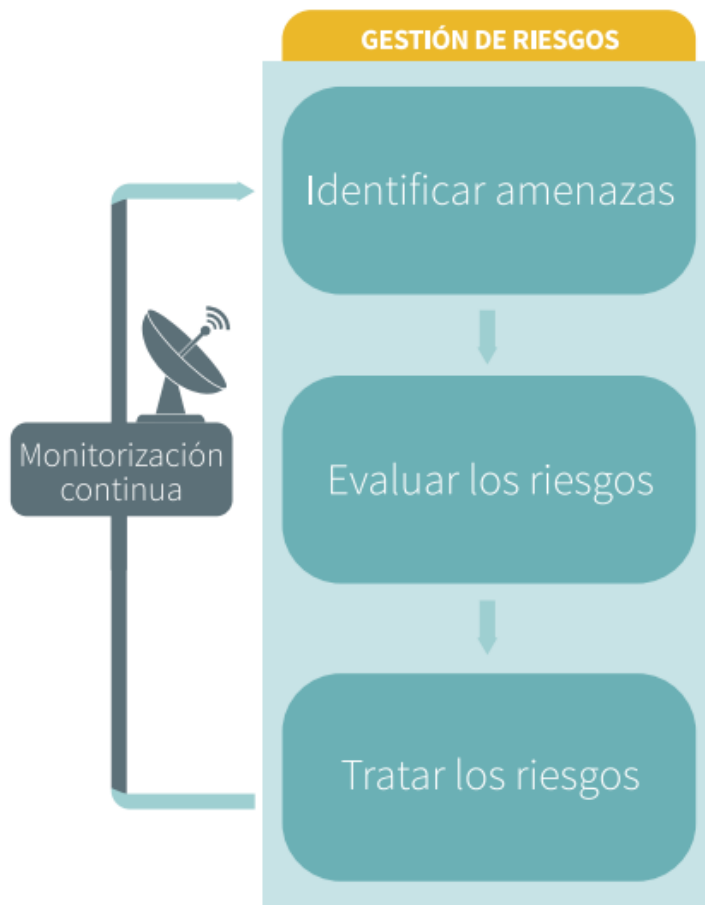 GESTIÓN DE RIESGOS
Identificar amenazas
Monitorización
continua
Evaluar los riesgos
Tratar los riesgos